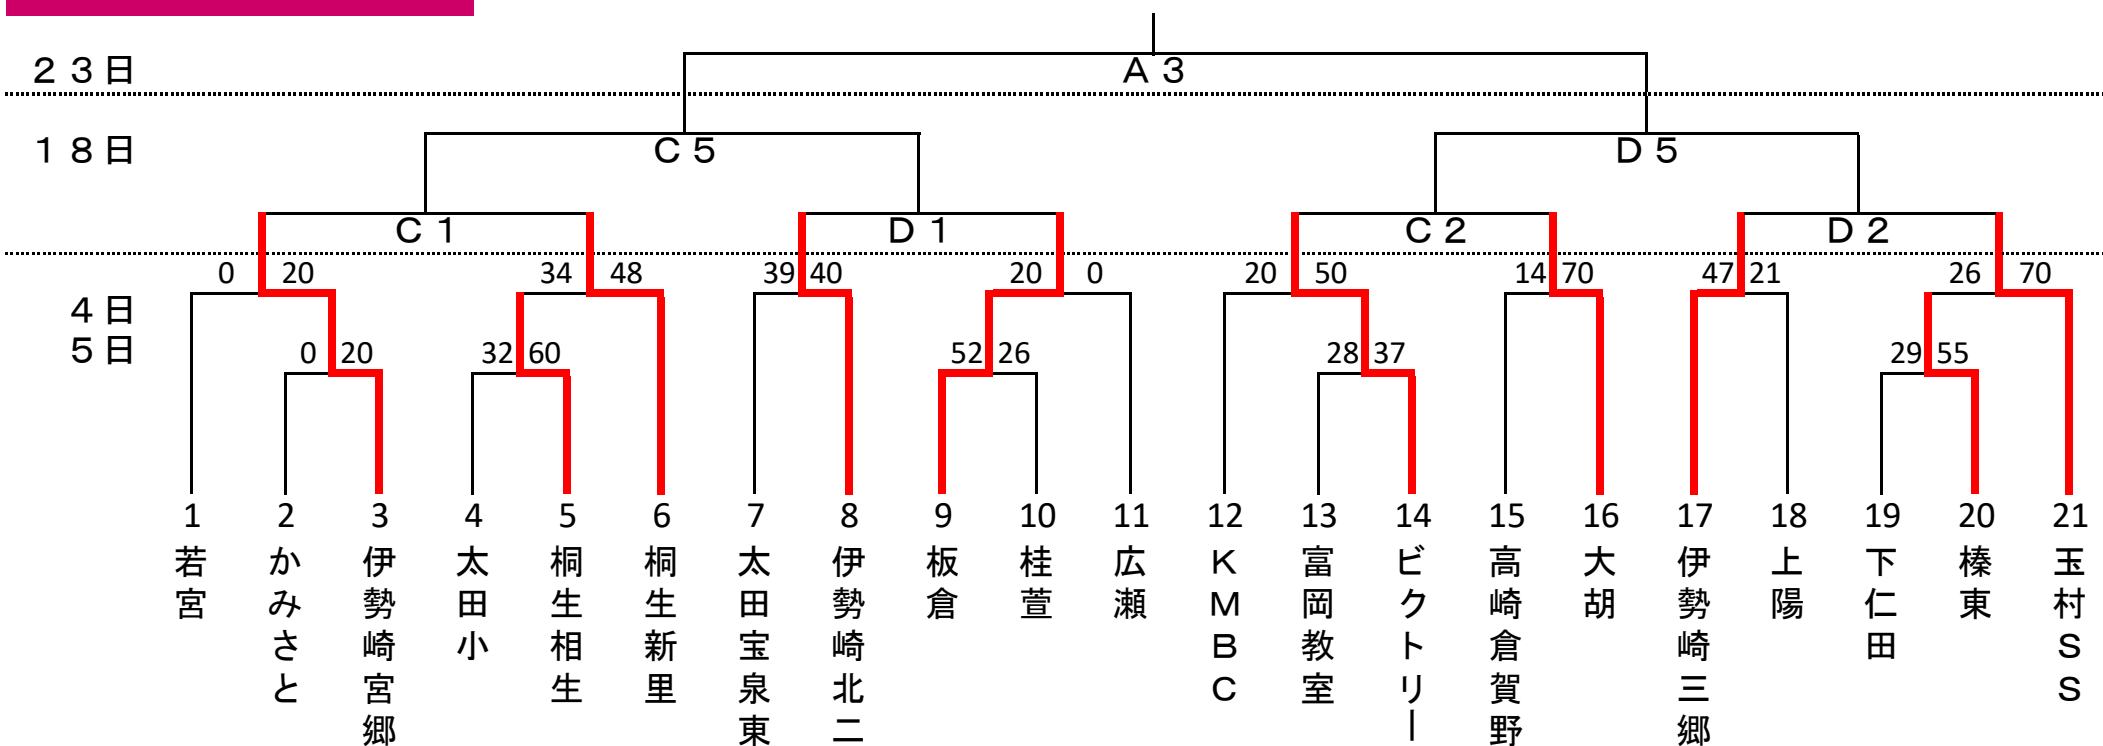 ２３日
Ａ３
１８日
Ｃ５
Ｄ５
Ｃ１
Ｄ１
Ｃ２
Ｄ２
0 20 34 48 39 40 20 0 20 50 14 70 47 21 26 70
４日
５日
0 20 32 60 52 26 28 37 29 55
1 2 3 4 5 6 7 8 9 10 11 12 13 14 15 16 17 18 19 20 21
若宮
かみさと
伊勢崎宮郷
太田小
桐生相生
桐生新里
太田宝泉東
伊勢崎北二
板倉
桂萱
広瀬
ＫＭＢＣ
富岡教室
ビクトリー
高崎倉賀野
大胡
伊勢崎三郷
上陽
下仁田
榛東
玉村ＳＳ